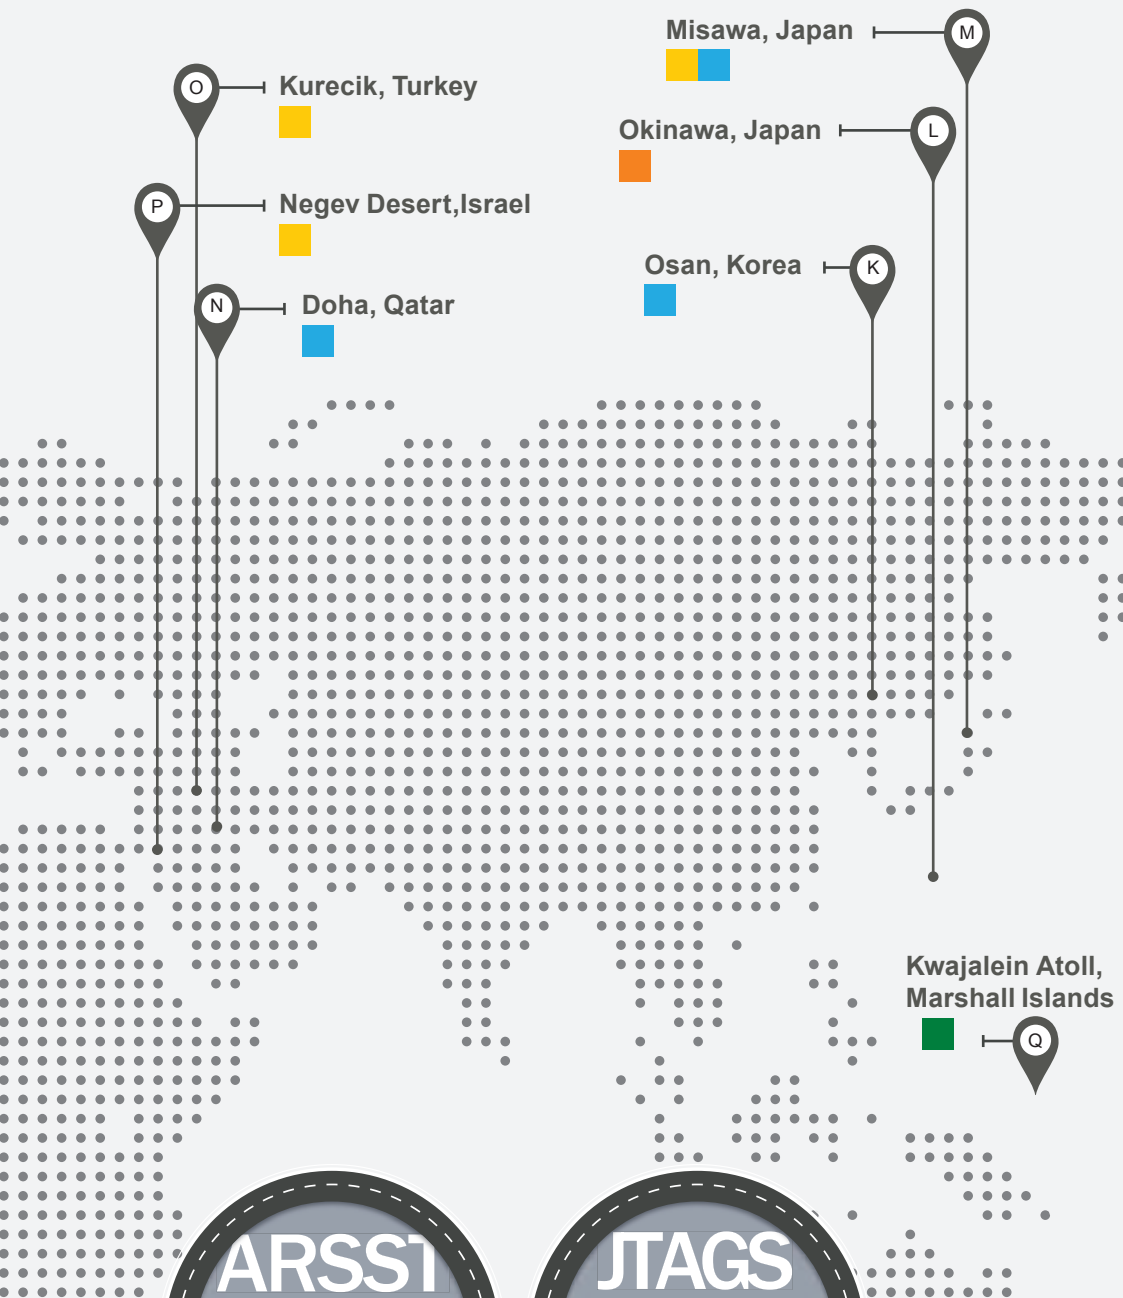 Misawa, Japan
M
O
Kurecik, Turkey
Okinawa, Japan
L
P
Negev Desert,Israel
Osan, Korea
K
N
Doha, Qatar
Kwajalein Atoll,
Marshall Islands
Q
ARSST
JTAGS